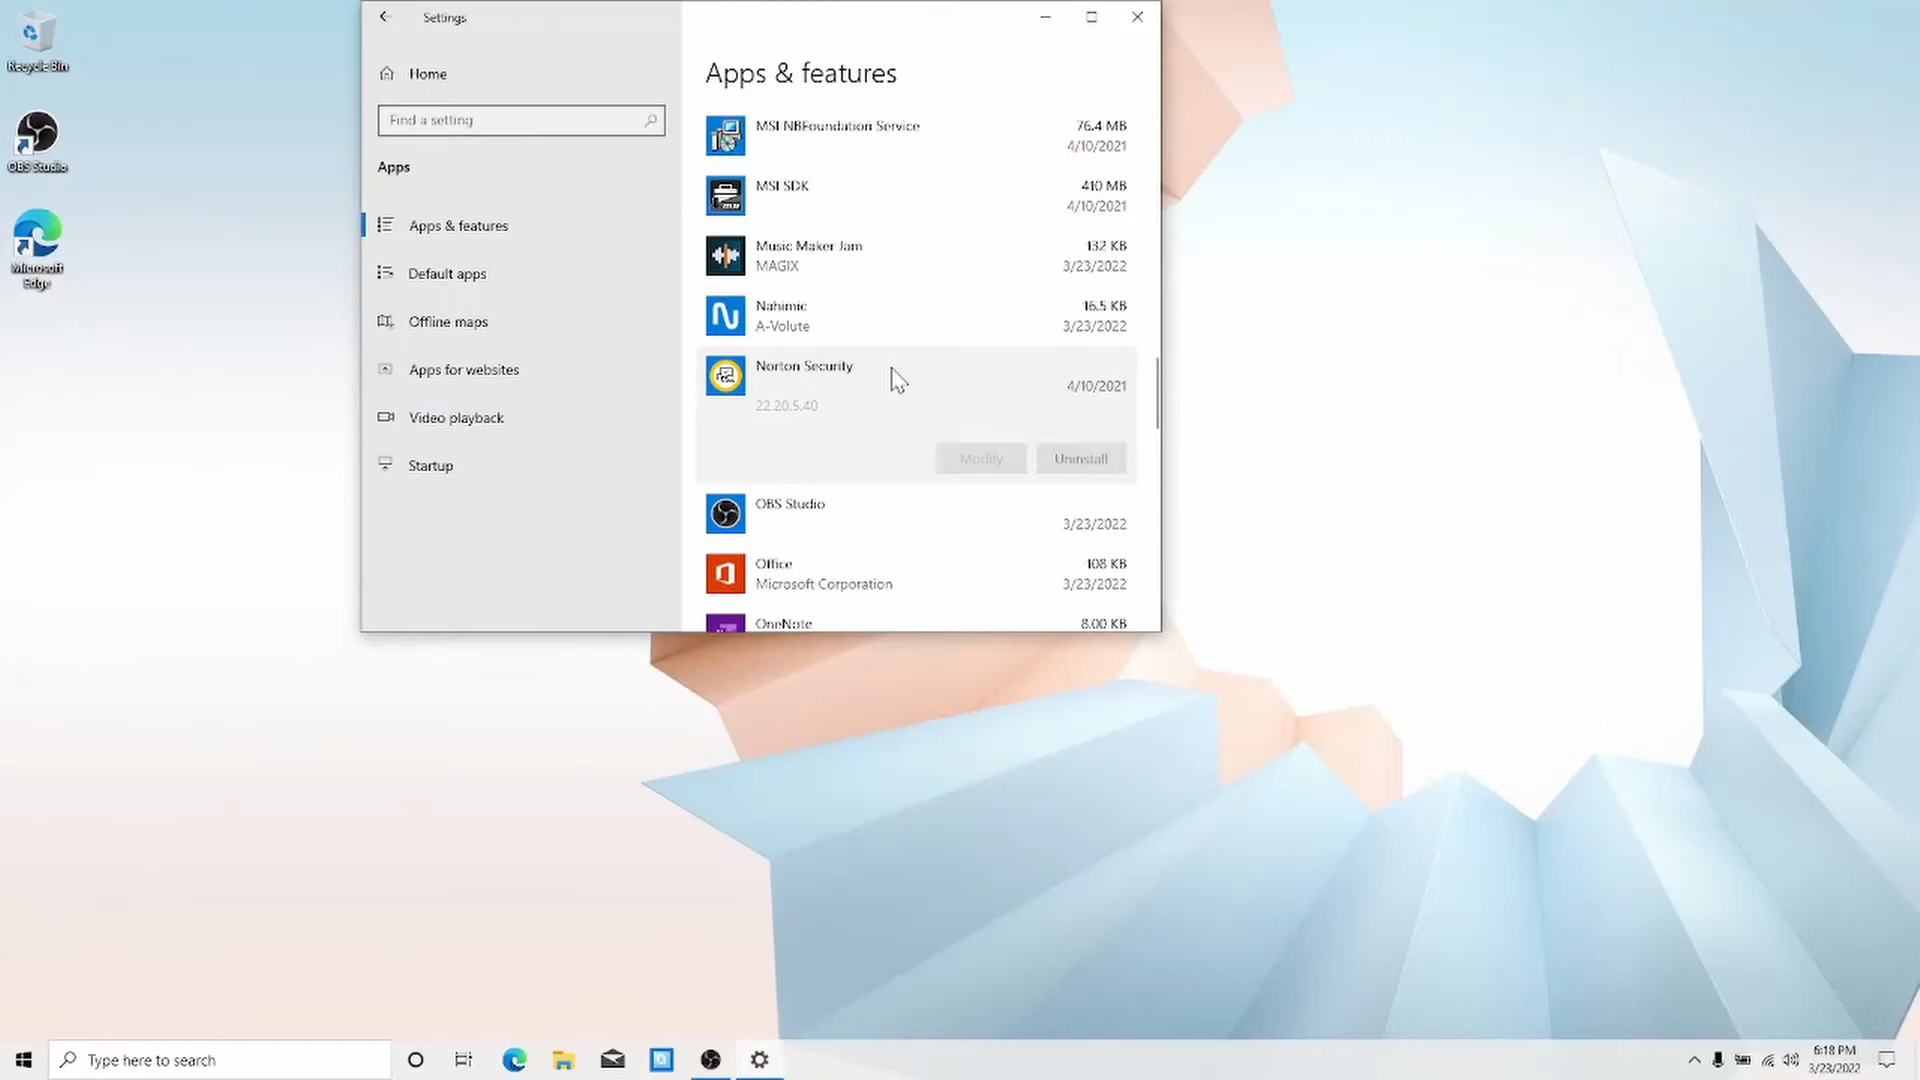 Recycle Bin
OBS Studio
Microsoft
Edge
Settings
Home
Find a setting
Apps
Apps & features
Default apps
Offline maps
Apps for websites
Video playback
Startup
Apps & features
MSI NBFoundation Service 76.4 MB
4/10/2021
MSI SDK 410 MB
4/10/2021
Music Maker Jam 132 KB
MAGIX 3/23/2022
Nahimic 16.5 KB
A-Volute 3/23/2022
Norton Security
4/10/2021
22.20.5.40
Modify Uninstall
OBS Studio
3/23/2022
Office 108 KB
Microsoft Corporation 3/23/2022
OneNote 8.00 KB
Type here to search
6:18 PM
3/23/2022